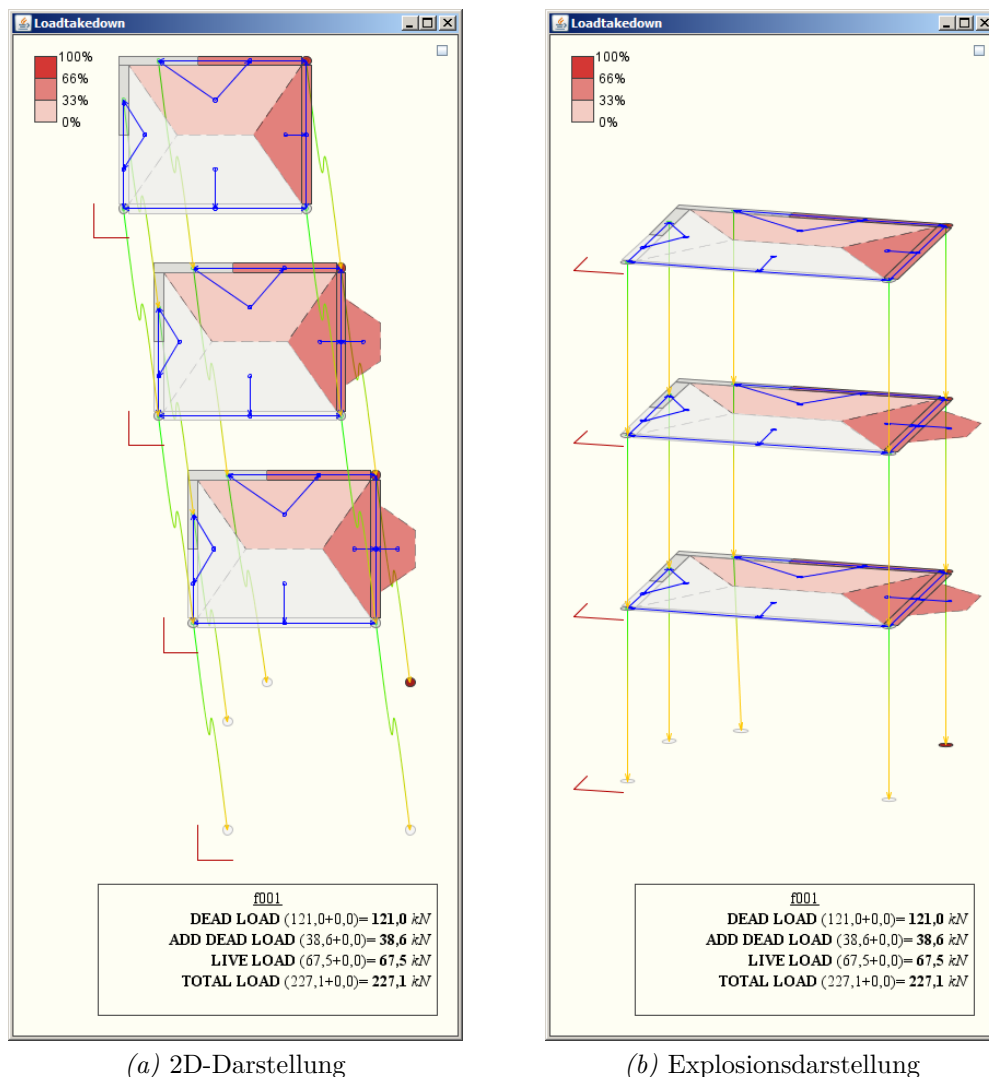 Loadtakedown
100%
66%
33%
0%
f001
DEAD LOAD (121,0+0,0)= 121,0 kN
ADD DEAD LOAD (38,6+0,0)= 38,6 kN
LIVE LOAD (67,5+0,0)= 67,5 kN
TOTAL LOAD (227,1+0,0)= 227,1 kN
(a) 2D-Darstellung
Loadtakedown
100%
66%
33%
0%
f001
DEAD LOAD (121,0+0,0)= 121,0 kN
ADD DEAD LOAD (38,6+0,0)= 38,6 kN
LIVE LOAD (67,5+0,0)= 67,5 kN
TOTAL LOAD (227,1+0,0)= 227,1 kN
(b) Explosionsdarstellung